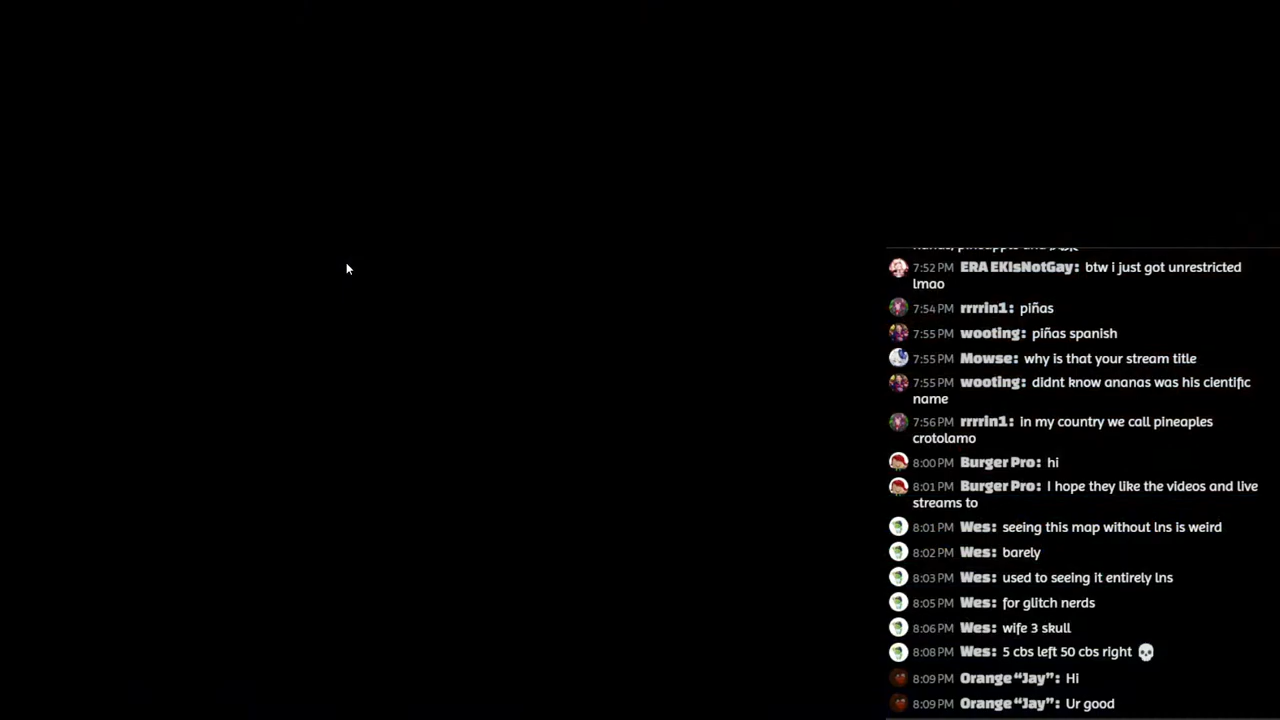 7:52 PM ERA EKIsNotGay: btw i just got unrestricted
lmao
7:54 PM rrrrin1: piñas
7:55 PM wooting: piñas spanish
7:55 PM Mowse: why is that your stream title
7:55 PM wooting: didnt know ananas was his cientific
name
7:56 PM rrrrin1: in my country we call pineaples
crotolamo
8:00 PM Burger Pro: hi
8:01 PM Burger Pro: I hope they like the videos and live
streams to
8:01 PM Wes: seeing this map without lns is weird
8:02 PM Wes: barely
8:03 PM Wes: used to seeing it entirely lns
8:05 PM Wes: for glitch nerds
8:06 PM Wes: wife 3 skull
8:08 PM Wes: 5 cbs left 50 cbs right 💀
8:09 PM Orange “Jay”: Hi
8:09 PM Orange “Jay”: Ur good